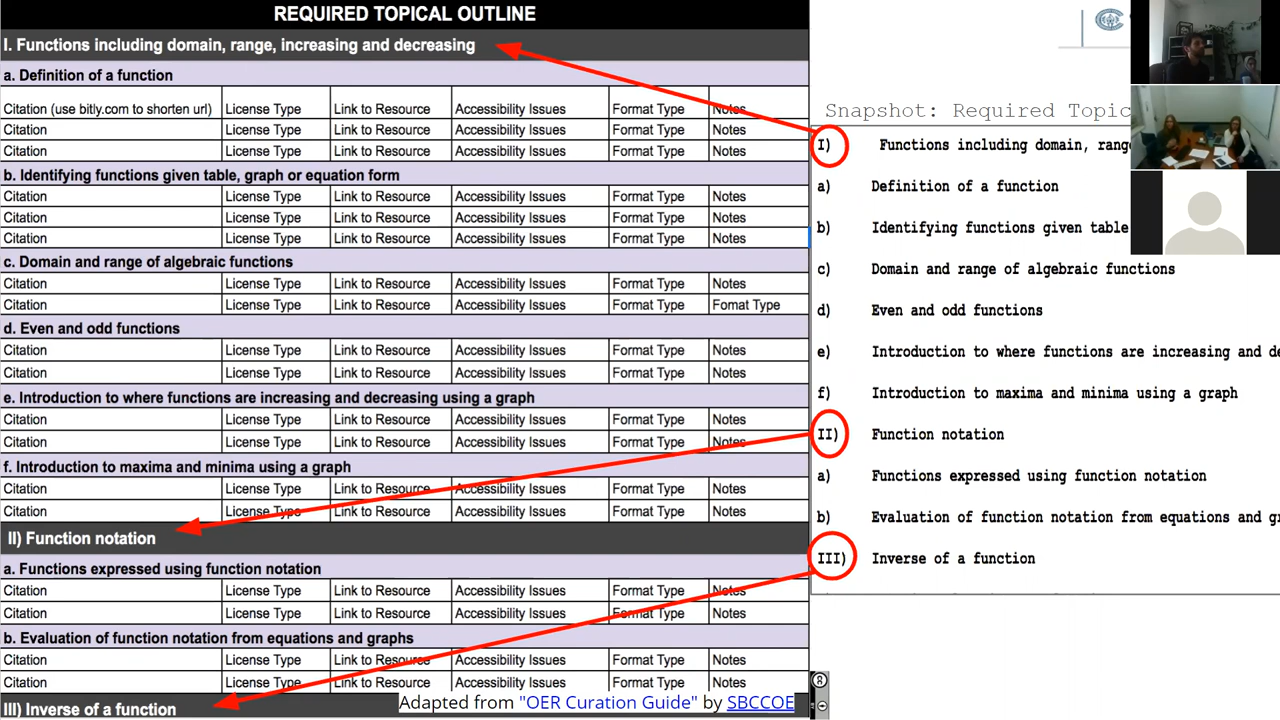 REQUIRED TOPICAL OUTLINE
I. Functions including domain, range, increasing and decreasing
a. Definition of a function
Citation (use bitly.com to shorten url) License Type Link to Resource Accessibility Issues Format Type Notes
Citation License Type Link to Resource Accessibility Issues Format Type Notes
Citation License Type Link to Resource Accessibility Issues Format Type Notes
b. Identifying functions given table, graph or equation form
Citation License Type Link to Resource Accessibility Issues Format Type Notes
Citation License Type Link to Resource Accessibility Issues Format Type Notes
Citation License Type Link to Resource Accessibility Issues Format Type Notes
c. Domain and range of algebraic functions
Citation License Type Link to Resource Accessibility Issues Format Type Notes
Citation License Type Link to Resource Accessibility Issues Format Type Fomat Type
d. Even and odd functions
Citation License Type Link to Resource Accessibility Issues Format Type Notes
Citation License Type Link to Resource Accessibility Issues Format Type Notes
e. Introduction to where functions are increasing and decreasing using a graph
Citation License Type Link to Resource Accessibility Issues Format Type Notes
Citation License Type Link to Resource Accessibility Issues Format Type Notes
f. Introduction to maxima and minima using a graph
Citation License Type Link to Resource Accessibility Issues Format Type Notes
Citation License Type Link to Resource Accessibility Issues Format Type Notes
II) Function notation
a. Functions expressed using function notation
Citation License Type Link to Resource Accessibility Issues Format Type Notes
Citation License Type Link to Resource Accessibility Issues Format Type Notes
b. Evaluation of function notation from equations and graphs
Citation License Type Link to Resource Accessibility Issues Format Type Notes
Citation License Type Link to Resource Accessibility Issues Format Type Notes
III) Inverse of a function
Adapted from "OER Curation Guide" by SBCCOE
Snapshot: Required Topic
I) Functions including domain, rang
a) Definition of a function
b) Identifying functions given table
c) Domain and range of algebraic functions
d) Even and odd functions
e) Introduction to where functions are increasing and de
f) Introduction to maxima and minima using a graph
II) Function notation
a) Functions expressed using function notation
b) Evaluation of function notation from equations and g
III) Inverse of a function